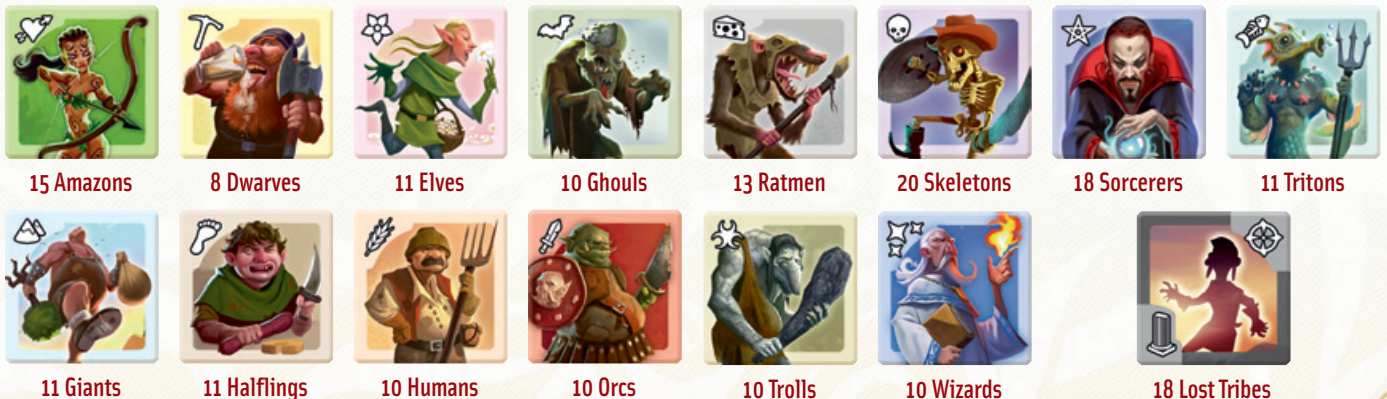 15 Amazons
8 Dwarves
11 Elves
10 Ghouls
13 Ratmen
20 Skeletons
18 Sorcerers
11 Tritons
11 Giants
11 Halflings
10 Humans
10 Orcs
10 Trolls
10 Wizards
18 Lost Tribes